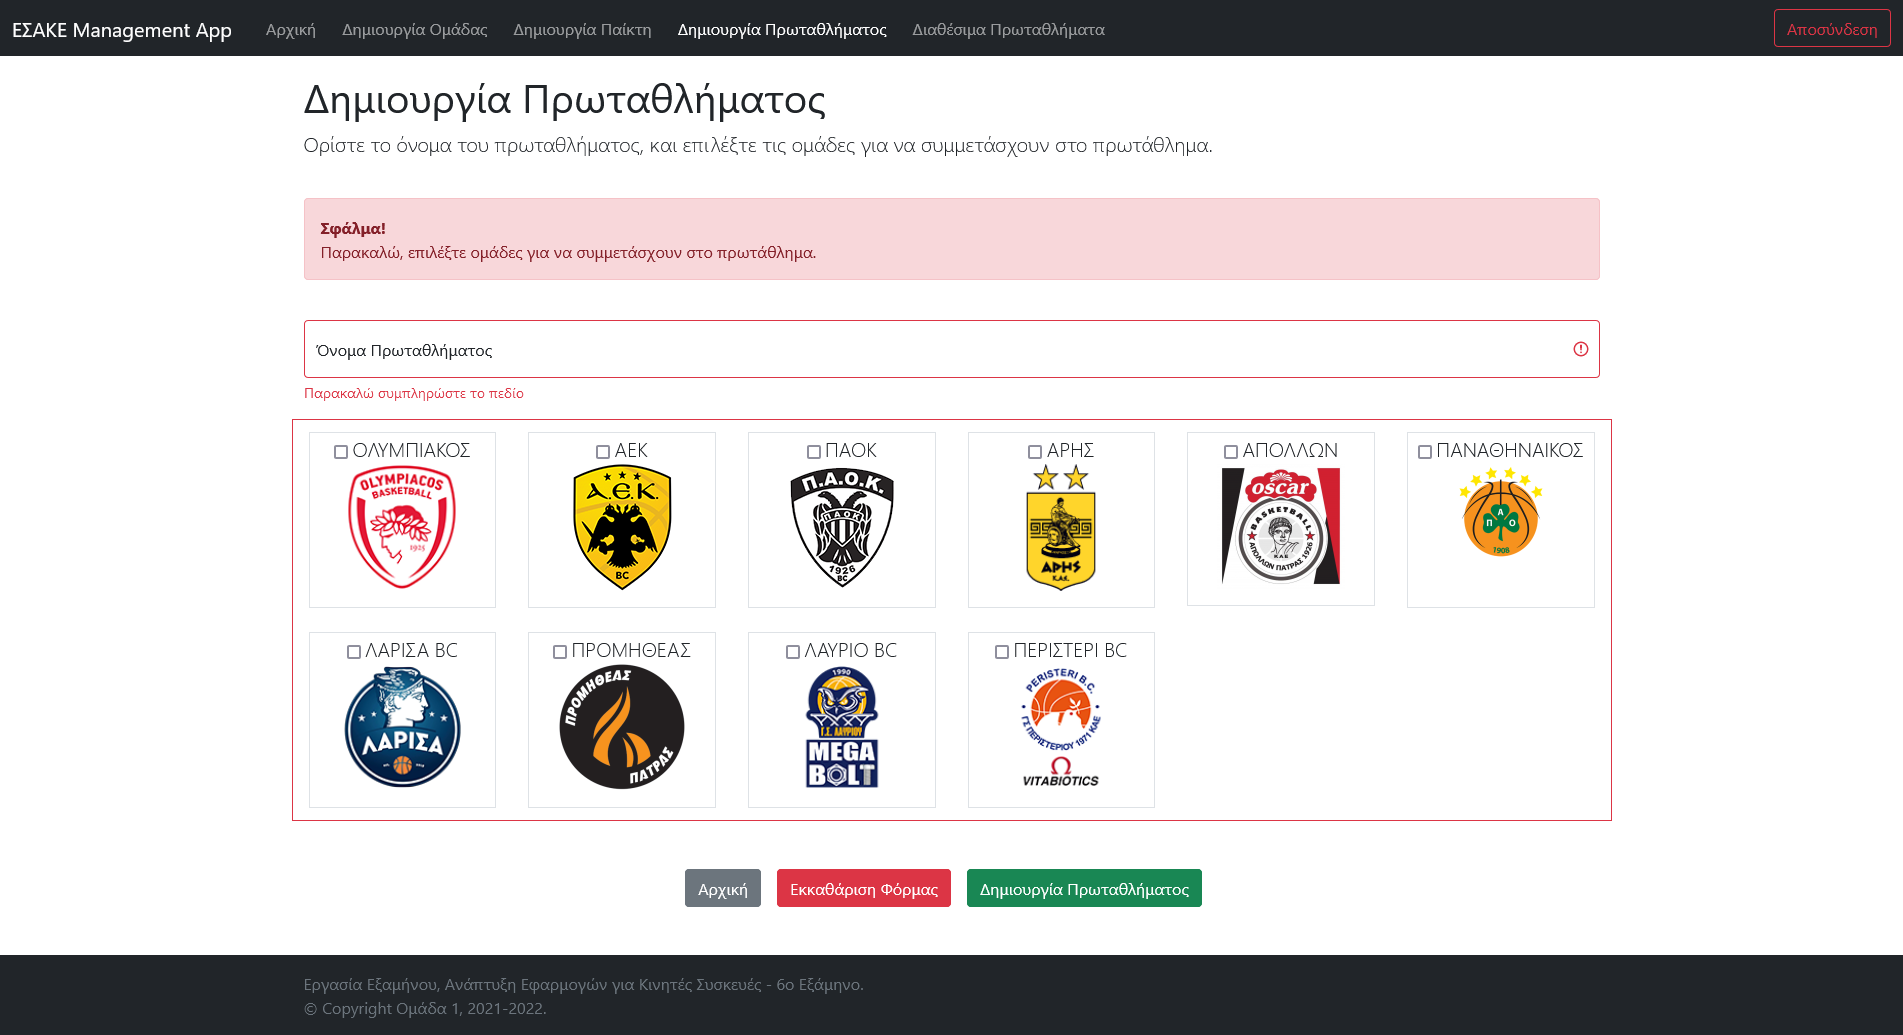 ΕΣΑΚΕ Management App Αρχική Δημιουργία Ομάδας Δημιουργία Παίκτη Δημιουργία Πρωταθλήματος Διαθέσιμα Πρωταθλήματα Αποσύνδεση
Δημιουργία Πρωταθλήματος
Ορίστε το όνομα του πρωταθλήματος, και επιλέξτε τις ομάδες για να συμμετάσχουν στο πρωτάθλημα.
Σφάλμα!
Παρακαλώ, επιλέξτε ομάδες για να συμμετάσχουν στο πρωτάθλημα.
Όνομα Πρωταθλήματος
Παρακαλώ συμπληρώστε το πεδίο
ΟΛΥΜΠΙΑΚΟΣ
OLYMPIACOS
BASKETBALL
1925
ΑΕΚ
Α.Ε.Κ.
BC
ΠΑΟΚ
Π.Α.Ο.Κ.
ΠΑΟΚ
1926
BC
ΑΡΗΣ
ΑΡΗΣ
Κ.Α.Ε.
ΑΠΟΛΛΩΝ
oscar
BASKETBALL
Κ.Α.Ε
ΑΠΟΛΛΩΝ ΠΑΤΡΑΣ 1926
ΠΑΝΑΘΗΝΑΙΚΟΣ
Π Α Ο
1908
ΛΑΡΙΣΑ BC
ΛΑΡΙΣΑ
ΠΡΟΜΗΘΕΑΣ
ΠΡΟΜΗΘΕΑΣ
ΠΑΤΡΑΣ
ΛΑΥΡΙΟ BC
1990
Γ.Σ. ΛΑΥΡΙΟΥ
MEGA
BOLT
ΠΕΡΙΣΤΕΡΙ BC
PERISTERI B.C.
ΓΣ ΠΕΡΙΣΤΕΡΙΟΥ 1971 ΚΑΕ
VITABIOTICS
Αρχική Εκκαθάριση Φόρμας Δημιουργία Πρωταθλήματος
Εργασία Εξαμήνου, Ανάπτυξη Εφαρμογών για Κινητές Συσκευές - 6ο Εξάμηνο.
© Copyright Ομάδα 1, 2021-2022.